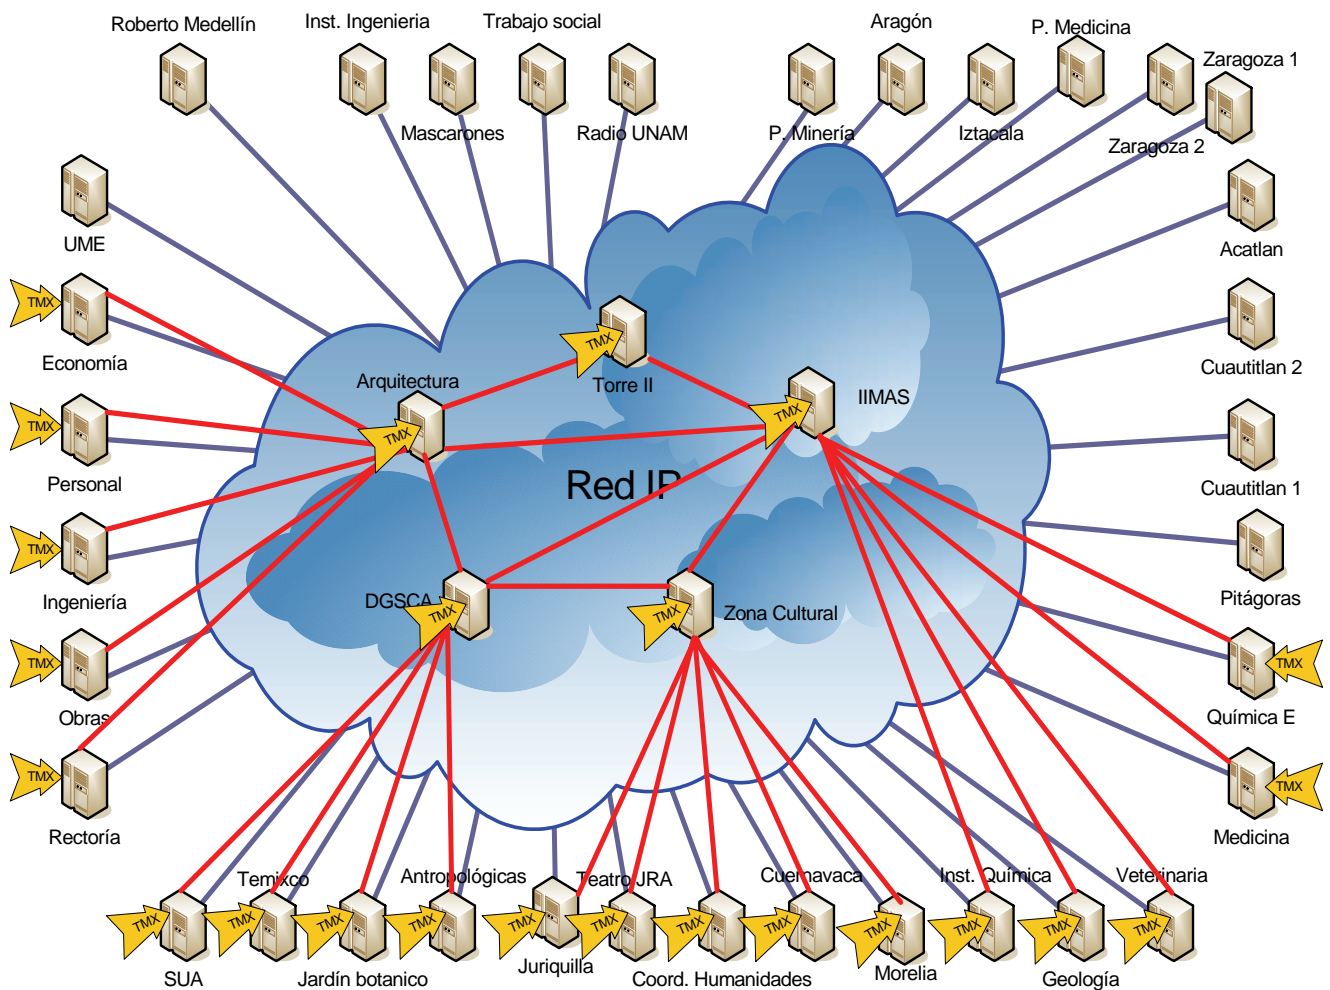 Roberto Medellín
Inst. Ingenieria
Trabajo social
Aragón
P. Medicina
Zaragoza 1
Mascarones
Radio UNAM
P. Minería
Iztacala
Zaragoza 2
UME
Acatlan
TMX
Economía
Cuautitlan 2
TMX
Personal
Cuautitlan 1
TMX
Ingeniería
Pitágoras
TMX
Obras
TMX
Química E
TMX
Rectoría
TMX
Medicina
Arquitectura
TMX
Torre II
TMX
IIMAS
TMX
Red IP
DGSCA
TMX
Zona Cultural
TMX
Temixco
Antropológicas
Teatro JRA
Cuernavaca
Inst. Química
Veterinaria
TMX
TMX
TMX
TMX
TMX
TMX
TMX
TMX
TMX
TMX
TMX
TMX
SUA
Jardín botanico
Juriquilla
Coord. Humanidades
Morelia
Geología